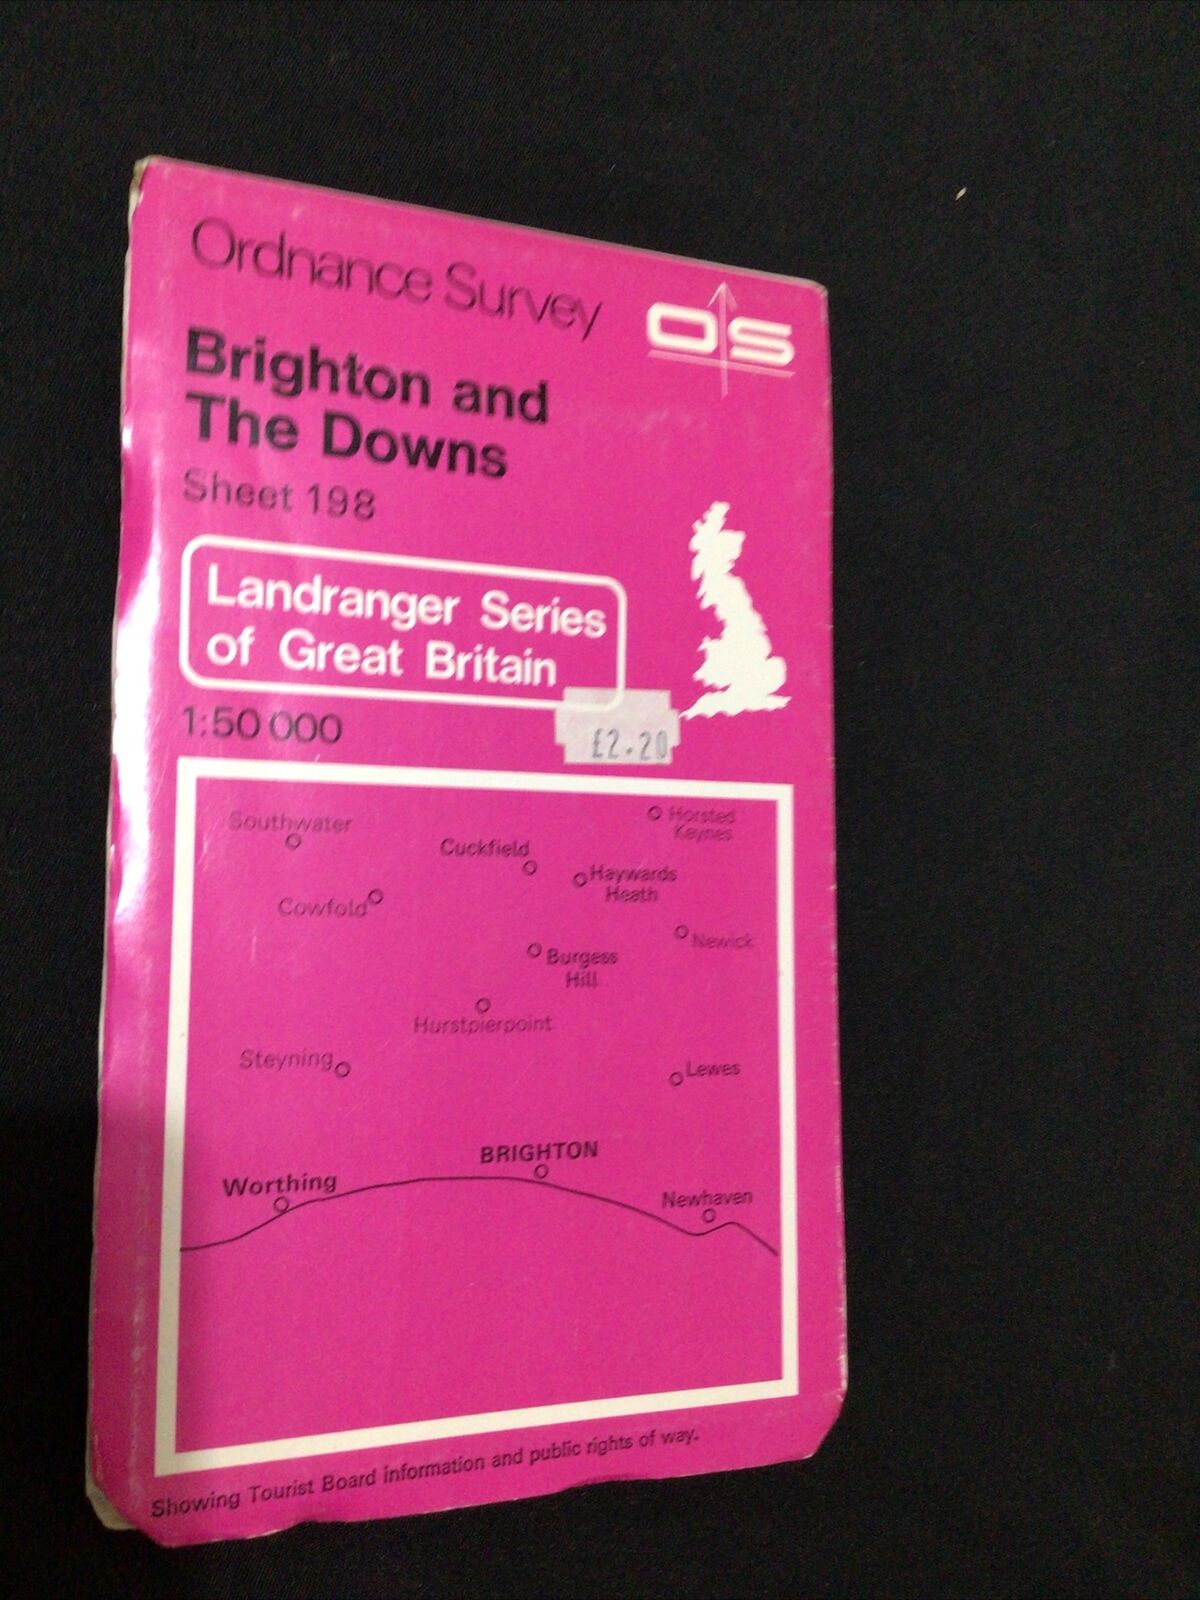 Ordnance Survey
OS
Brighton and
The Downs
Sheet 198
Landranger Series
of Great Britain
1:50 000
£2.20
Southwater
Horsted
Keynes
Cuckfield
Haywards
Heath
Cowfold
Newick
Burgess
Hill
Hurstpierpoint
Steyning
Lewes
BRIGHTON
Worthing
Newhaven
Showing Tourist Board information and public rights of way.